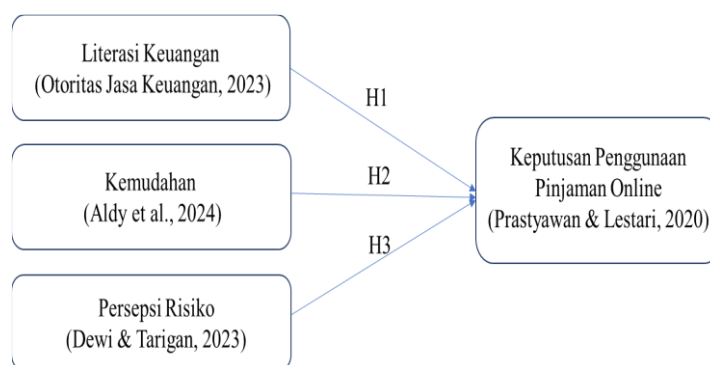 Literasi Keuangan
(Otoritas Jasa Keuangan, 2023)
H1
Kemudahan
(Aldy et al., 2024)
H2
Keputusan Penggunaan
Pinjaman Online
(Prastyawan & Lestari, 2020)
H3
Persepsi Risiko
(Dewi & Tarigan, 2023)